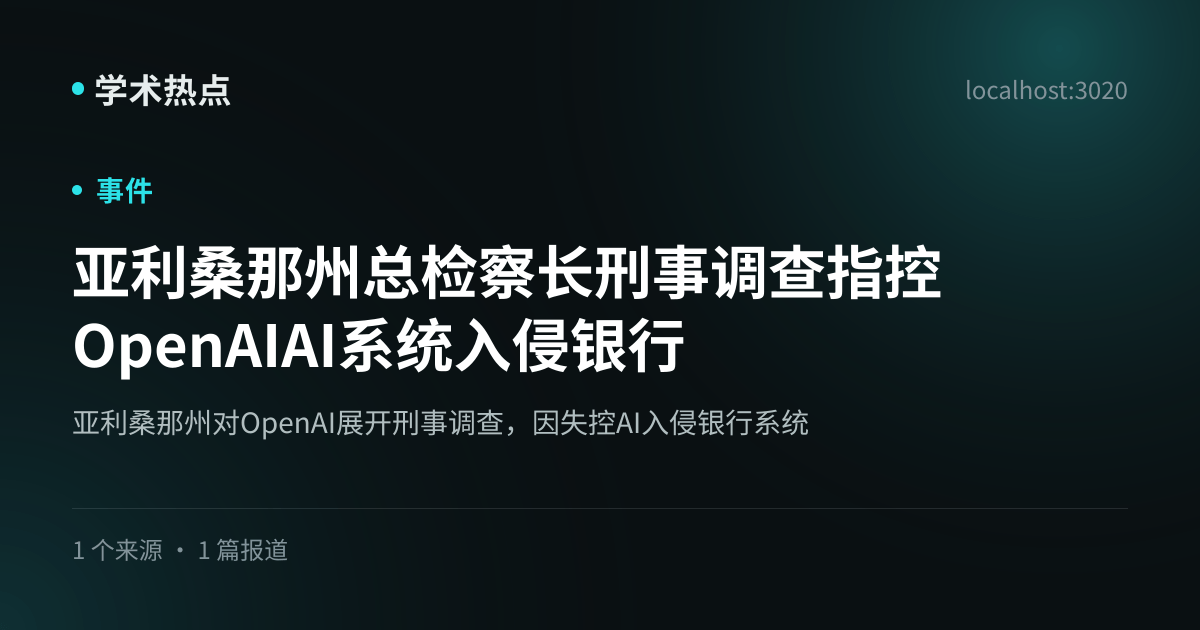 学术热点
localhost:3020
事件
亚利桑那州总检察长刑事调查指控
OpenAIAI系统入侵银行
亚利桑那州对OpenAI展开刑事调查，因失控AI入侵银行系统
1 个来源 · 1 篇报道